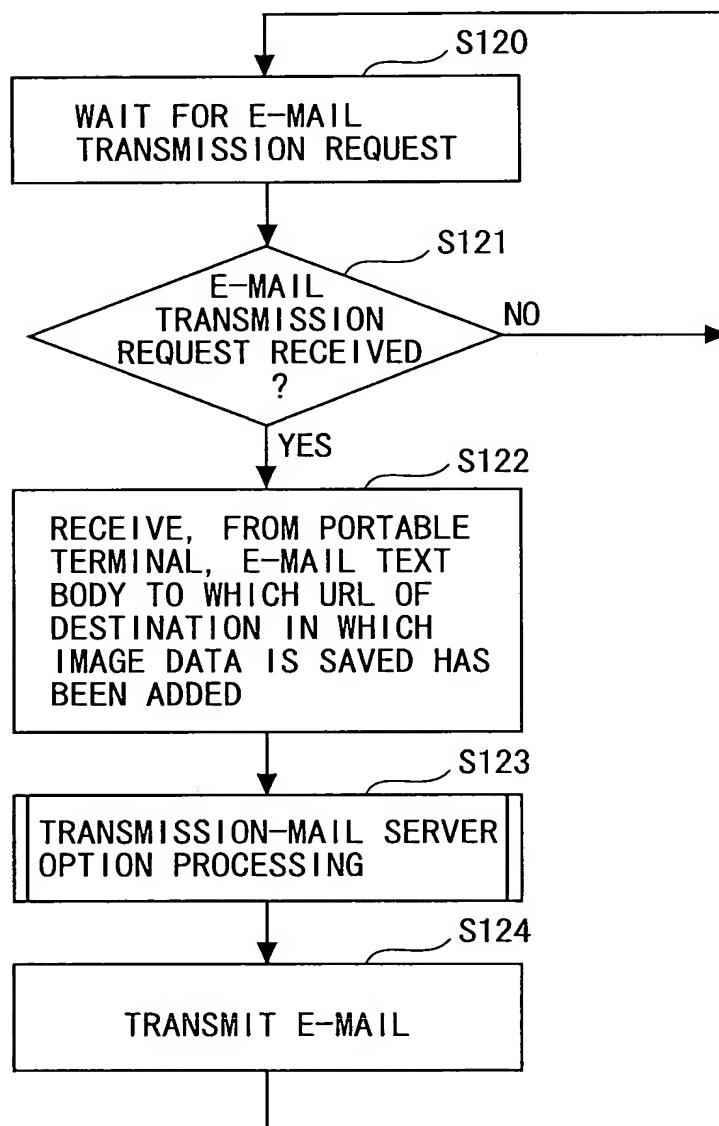 S120
WAIT FOR E-MAIL
TRANSMISSION REQUEST
S121
E-MAIL
TRANSMISSION
REQUEST RECEIVED
?
NO
YES
S122
RECEIVE, FROM PORTABLE
TERMINAL, E-MAIL TEXT
BODY TO WHICH URL OF
DESTINATION IN WHICH
IMAGE DATA IS SAVED HAS
BEEN ADDED
S123
TRANSMISSION-MAIL SERVER
OPTION PROCESSING
S124
TRANSMIT E-MAIL